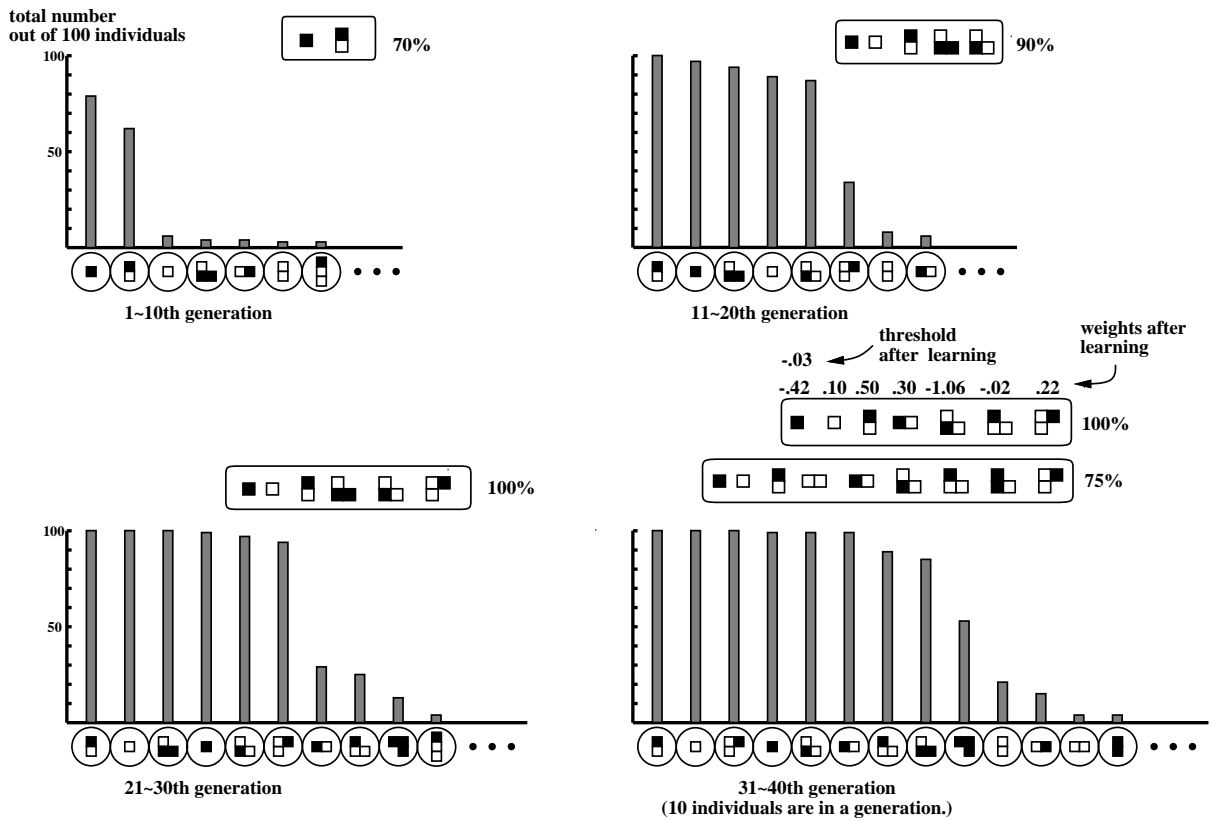 total number
out of 100 individuals
70%
100
50
1~10th generation
90%
11~20th generation
threshold
after learning
weights after
learning
-.03
-.42 .10 .50 .30 -1.06 -.02 .22
100%
75%
100%
100
50
21~30th generation
31~40th generation
(10 individuals are in a generation.)